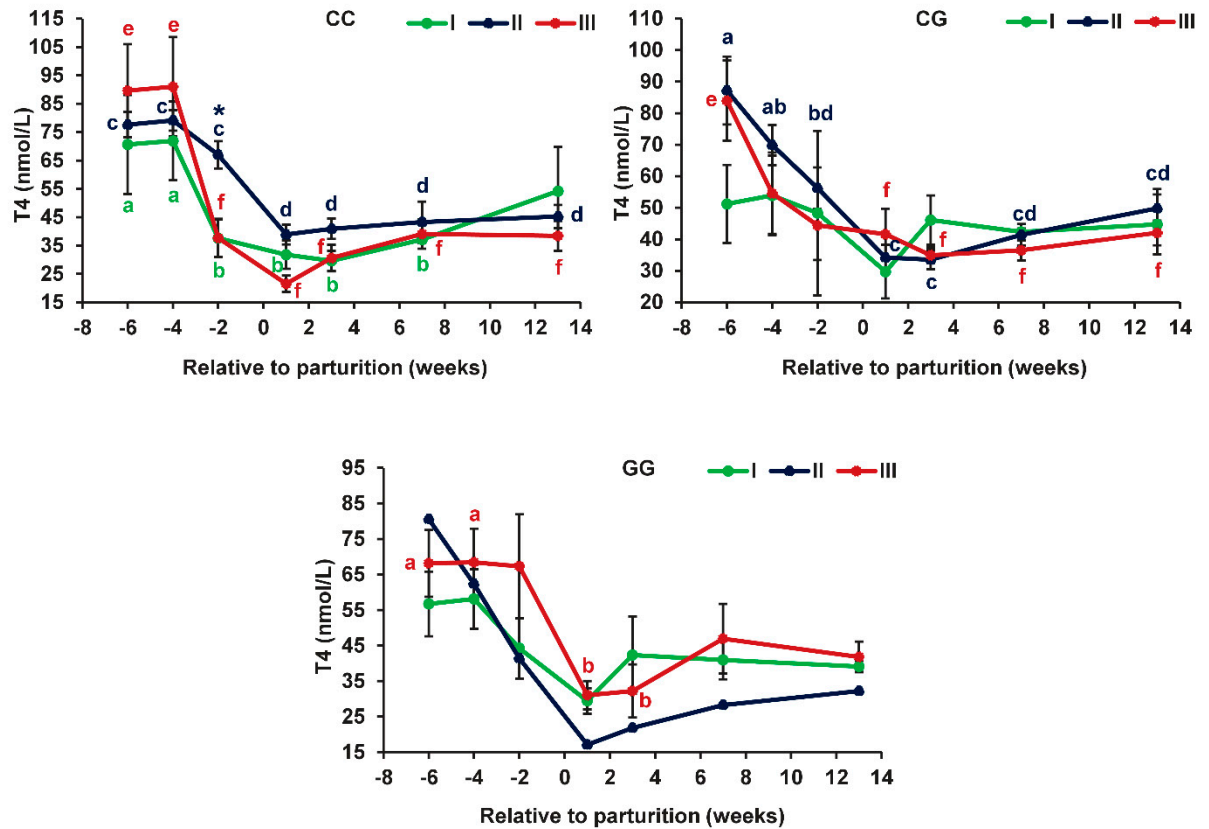 CC I II III
T4 (nmol/L)
115
105
95
85
75
65
55
45
35
25
15
e e
c c * c
a a
f
b
d d d d
b f b f b
f f f
-8 -6 -4 -2 0 2 4 6 8 10 12 14
Relative to parturition (weeks)
CG I II III
T4 (nmol/L)
110
100
90
80
70
60
50
40
30
20
a
e ab bd
f
c f cd cd
c f f
-8 -6 -4 -2 0 2 4 6 8 10 12 14
Relative to parturition (weeks)
GG I II III
T4 (nmol/L)
95
85
75
65
55
45
35
25
15
a a
b
b
-8 -6 -4 -2 0 2 4 6 8 10 12 14
Relative to parturition (weeks)